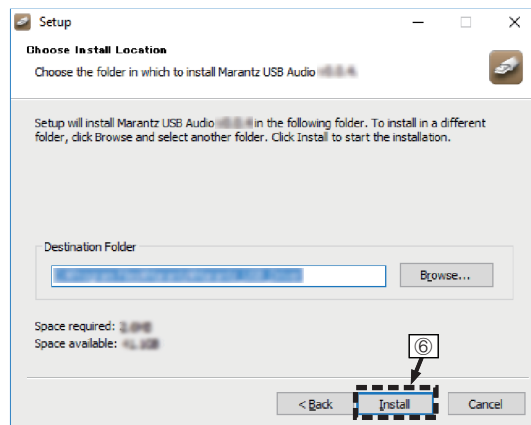 Setup
Choose Install Location
Choose the folder in which to install Marantz USB Audio
Setup will install Marantz USB Audio in the following folder. To install in a different
folder, click Browse and select another folder. Click Install to start the installation.
Destination Folder
Browse...
Space required:
Space available:
⑥
< Back Install Cancel